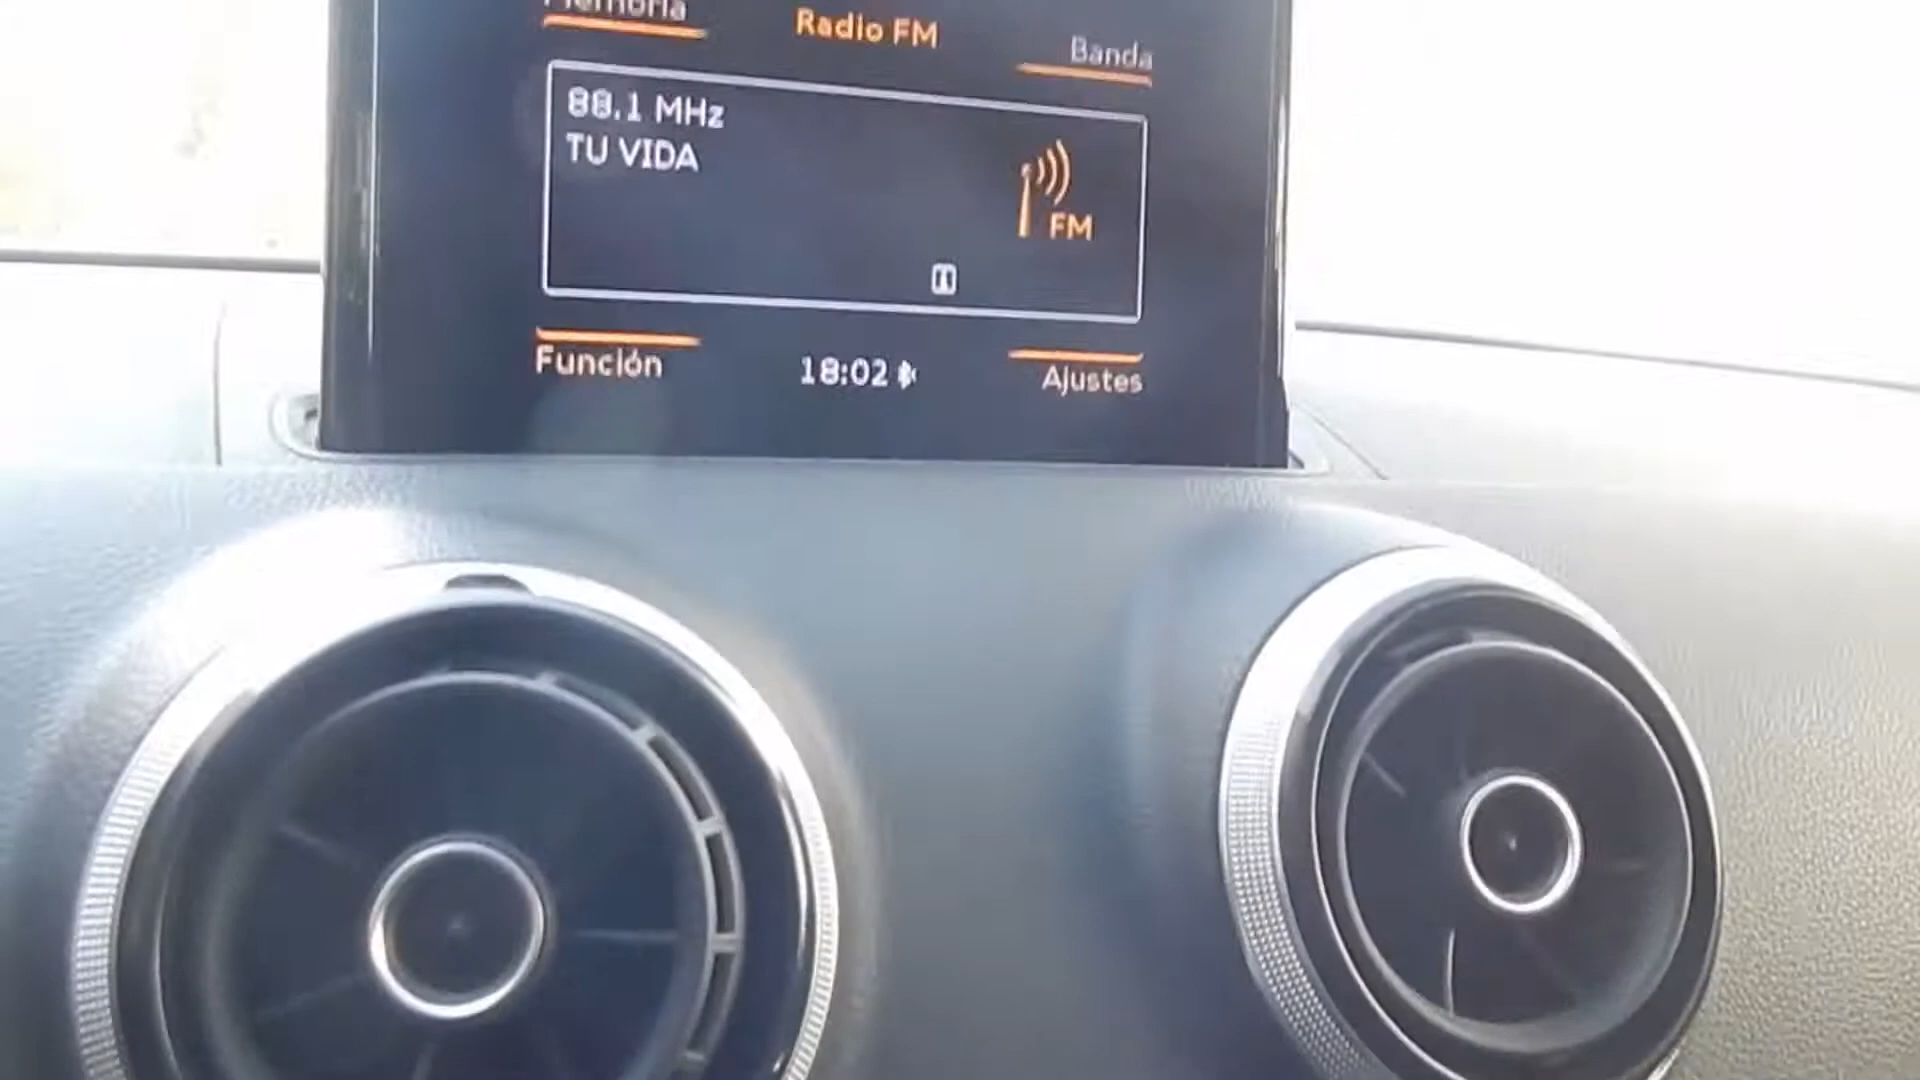 Memoria
Radio FM
Banda
88.1 MHz
TU VIDA
FM
Función
18:02
Ajustes